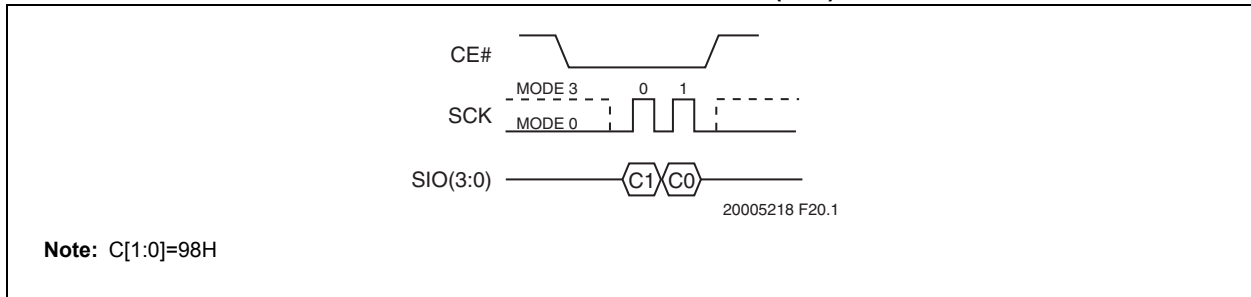 CE#
MODE 3 0 1
SCK
MODE 0
SIO(3:0) C1 C0
20005218 F20.1
Note: C[1:0]=98H